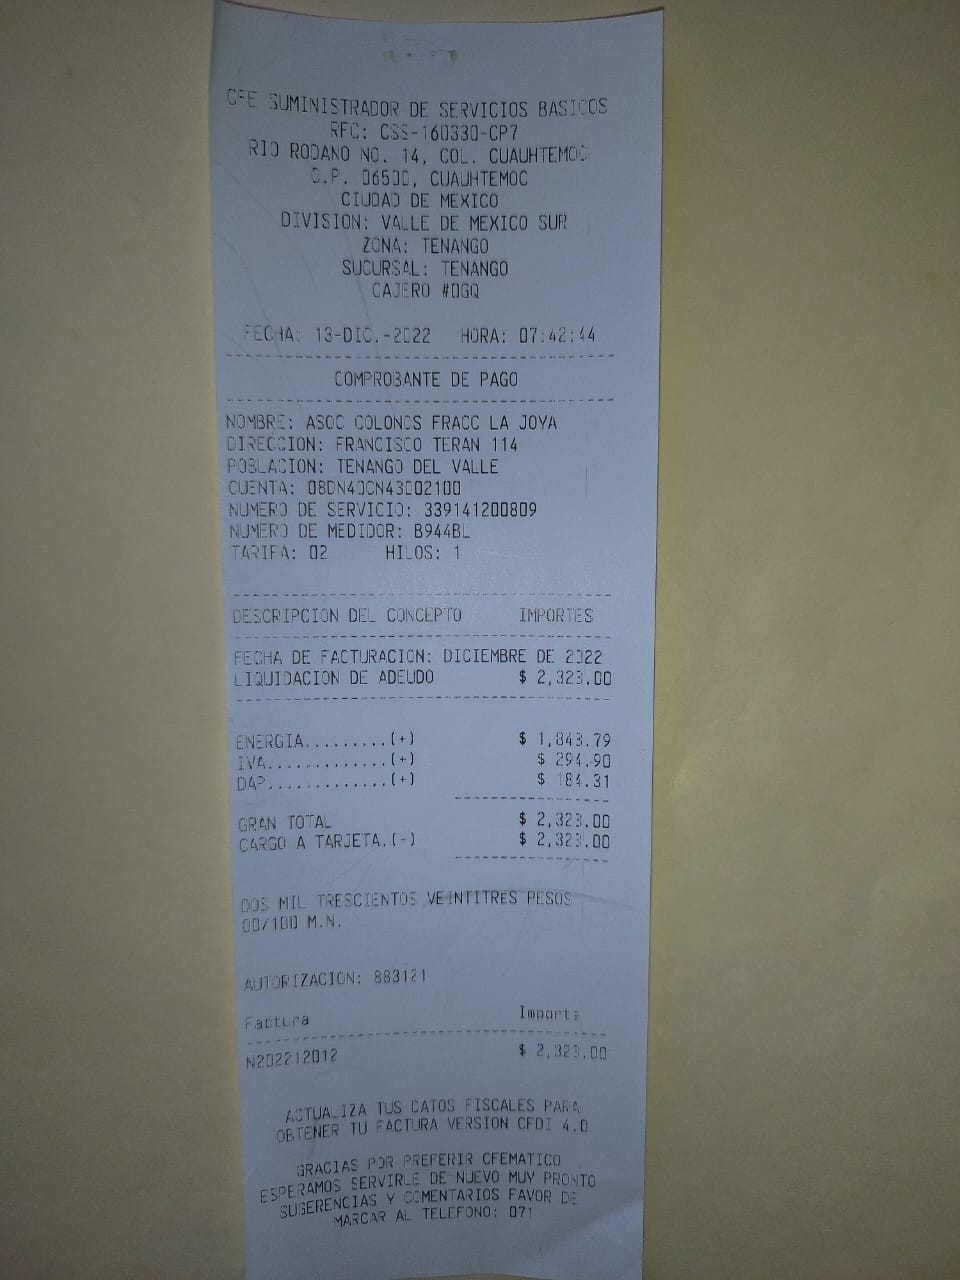 CFE SUMINISTRADOR DE SERVICIOS BASICOS
RFC: CSS-160330-CP7
RIO RODANO NO. 14, COL. CUAUHTEMOC
C.P. 06500, CUAUHTEMOC
CIUDAD DE MEXICO
DIVISION: VALLE DE MEXICO SUR
ZONA: TENANGO
SUCURSAL: TENANGO
CAJERO #0GQ
FECHA: 13-DIC.-2022 HORA: 07:42:44
COMPROBANTE DE PAGO
NOMBRE: ASOC COLONOS FRACC LA JOYA
DIRECCION: FRANCISCO TERAN 114
POBLACION: TENANGO DEL VALLE
CUENTA: 08DN40CN43002100
NUMERO DE SERVICIO: 339141200809
NUMERO DE MEDIDOR: B944BL
TARIFA: 02 HILOS: 1
DESCRIPCION DEL CONCEPTO IMPORTES
FECHA DE FACTURACION: DICIEMBRE DE 2022
LIQUIDACION DE ADEUDO $ 2,323.00
ENERGIA.........(+) $ 1,843.79
IVA.............(+) $ 294.90
DAP.............(+) $ 184.31
GRAN TOTAL $ 2,323.00
CARGO A TARJETA.(-) $ 2,323.00
DOS MIL TRESCIENTOS VEINTITRES PESOS
00/100 M.N.
AUTORIZACION: 883121
Factura Importe
N202212012 $ 2,323.00
ACTUALIZA TUS DATOS FISCALES PARA
OBTENER TU FACTURA VERSION CFDI 4.0
GRACIAS POR PREFERIR CFEMATICO
ESPERAMOS SERVIRLE DE NUEVO MUY PRONTO
SUGERENCIAS Y COMENTARIOS FAVOR DE
MARCAR AL TELEFONO: 071